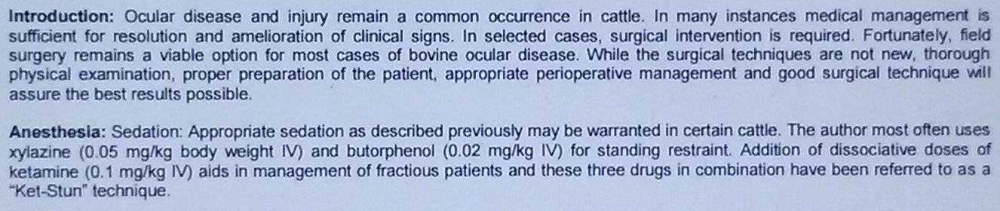 Introduction: Ocular disease and injury remain a common occurrence in cattle. In many instances medical management is
sufficient for resolution and amelioration of clinical signs. In selected cases, surgical intervention is required. Fortunately, field
surgery remains a viable option for most cases of bovine ocular disease. While the surgical techniques are not new, thorough
physical examination, proper preparation of the patient, appropriate perioperative management and good surgical technique will
assure the best results possible.
Anesthesia: Sedation: Appropriate sedation as described previously may be warranted in certain cattle. The author most often uses
xylazine (0.05 mg/kg body weight IV) and butorphenol (0.02 mg/kg IV) for standing restraint. Addition of dissociative doses of
ketamine (0.1 mg/kg IV) aids in management of fractious patients and these three drugs in combination have been referred to as a
“Ket-Stun” technique.